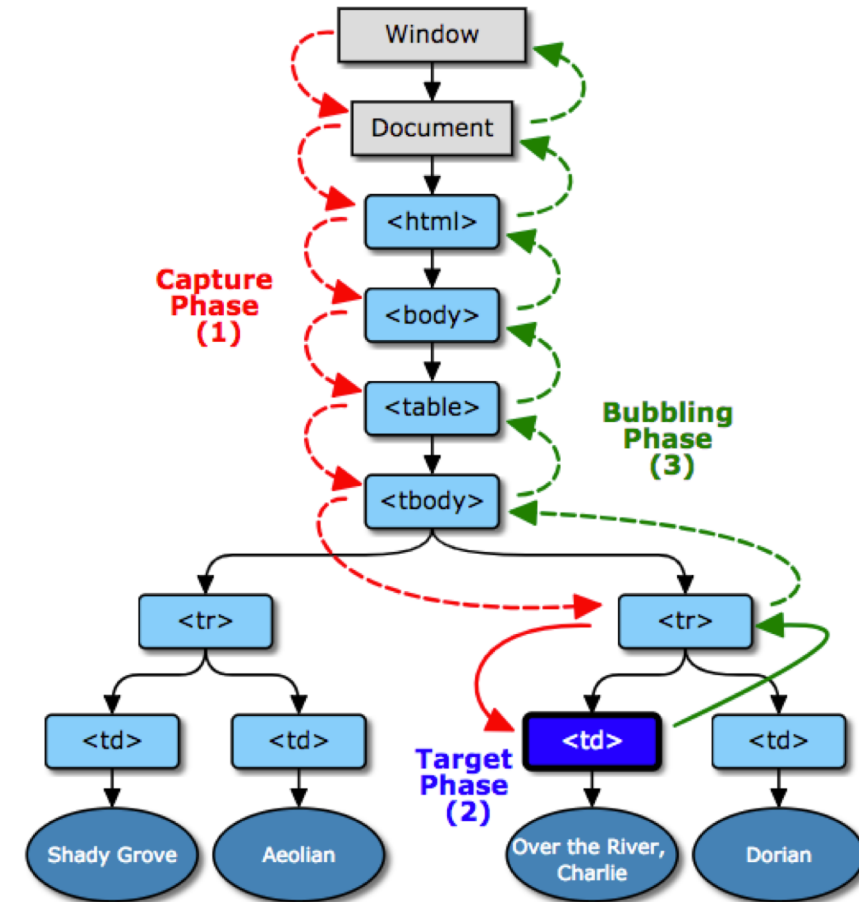 Window
Document
<html>
Capture
Phase
(1)
<body>
<table>
Bubbling
Phase
(3)
<tbody>
<tr>
<tr>
<td>
<td>
<td>
<td>
Target
Phase
(2)
Shady Grove
Aeolian
Over the River,
Charlie
Dorian